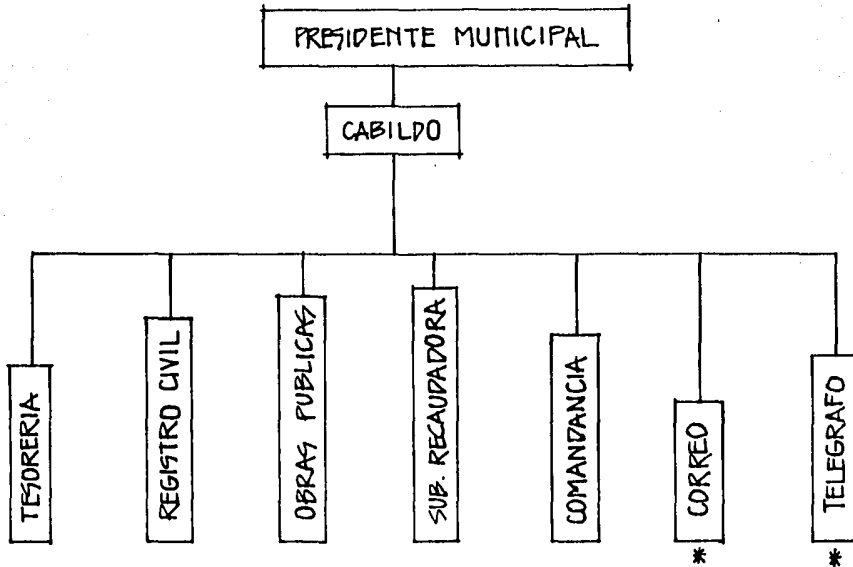 PRESIDENTE MUNICIPAL
CABILDO
TESORERIA
REGISTRO CIVIL
OBRAS PUBLICAS
SUB. RECAUDADORA
COMANDANCIA
CORREO
*
TELEGRAFO
*